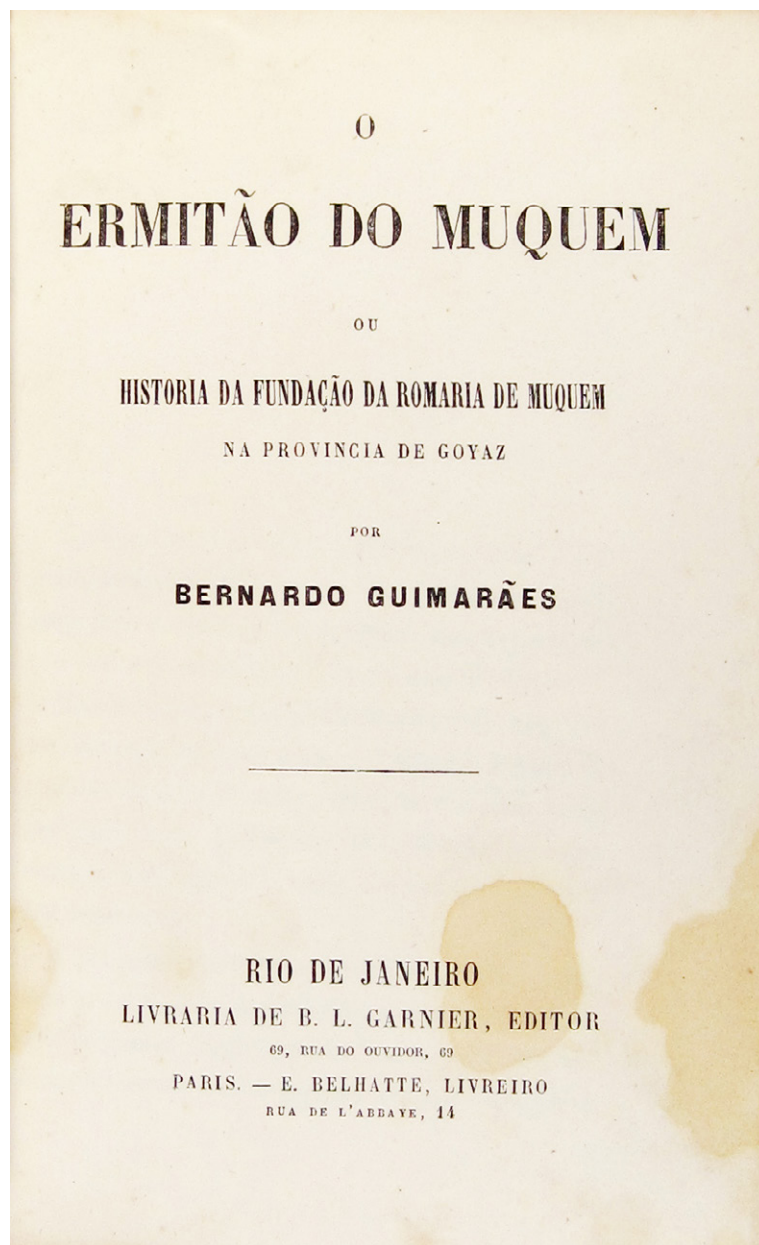 O
ERMITÃO DO MUQUEM
OU
HISTORIA DA FUNDAÇÃO DA ROMARIA DE MUQUEM
NA PROVINCIA DE GOYAZ
POR
BERNARDO GUIMARÃES
RIO DE JANEIRO
LIVRARIA DE B. L. GARNIER, EDITOR
69, RUA DO OUVIDOR, 69
PARIS. — E. BELHATTE, LIVREIRO
RUA DE L'ABBAYE, 14